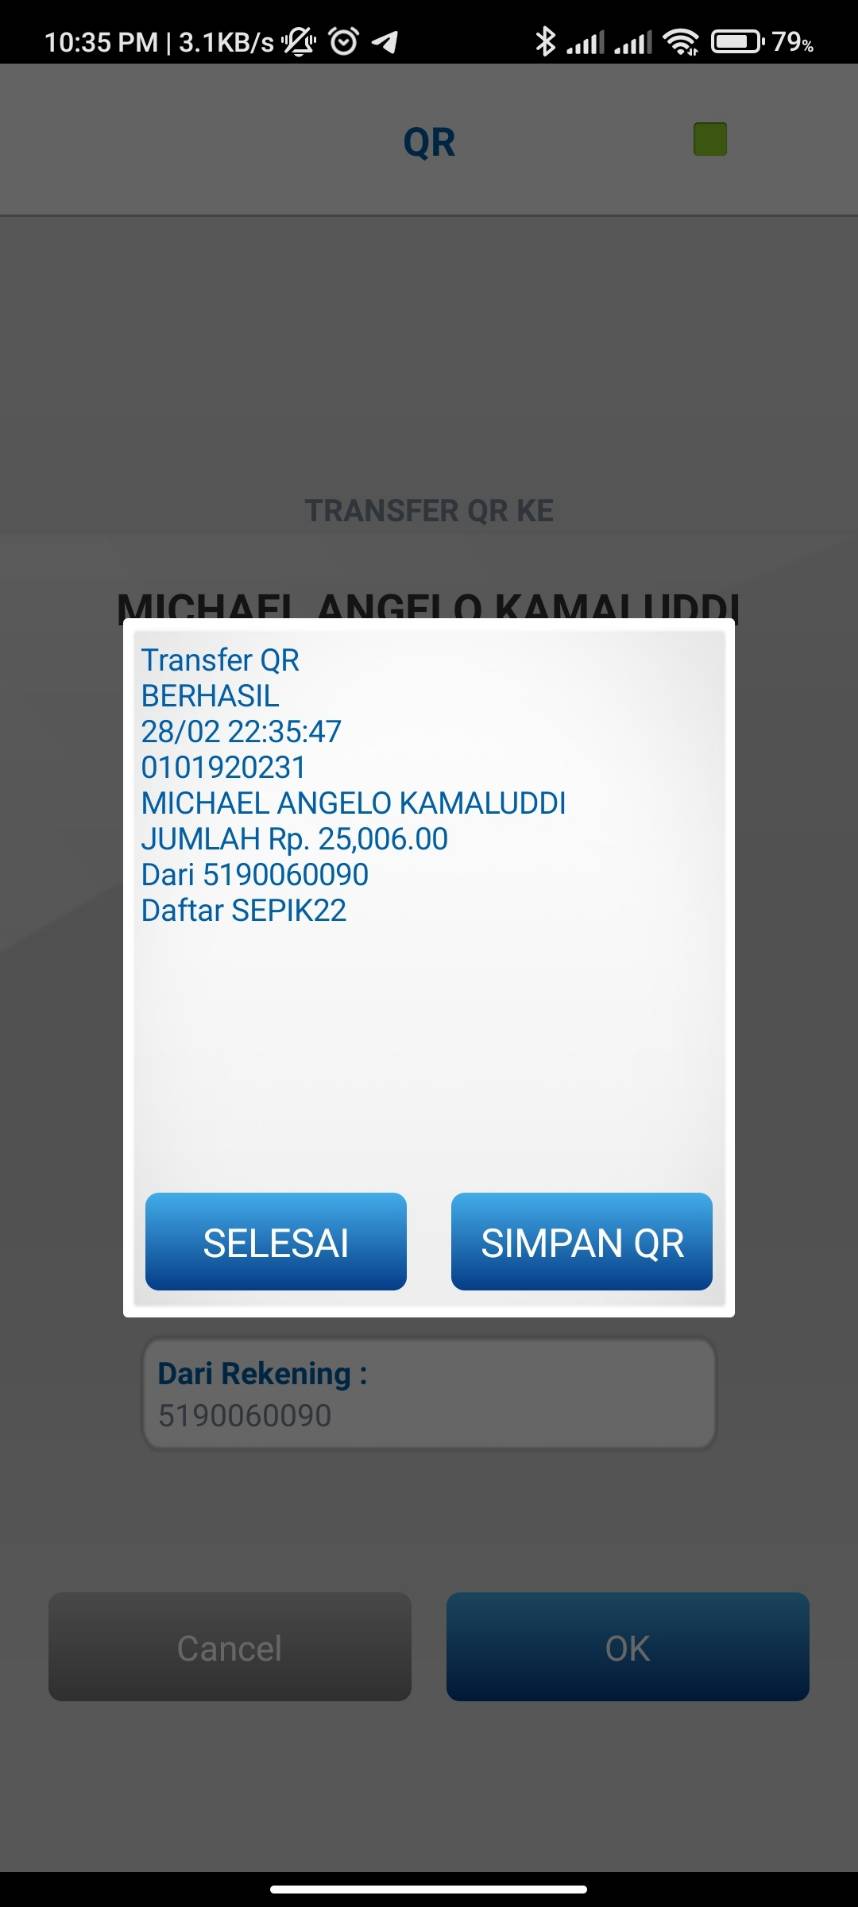 10:35 PM | 3.1KB/s
79%
QR
TRANSFER QR KE
MICHAEL ANGELO KAMALUDDI
Transfer QR
BERHASIL
28/02 22:35:47
0101920231
MICHAEL ANGELO KAMALUDDI
JUMLAH Rp. 25,006.00
Dari 5190060090
Daftar SEPIK22
SELESAI
SIMPAN QR
Dari Rekening :
5190060090
Cancel
OK